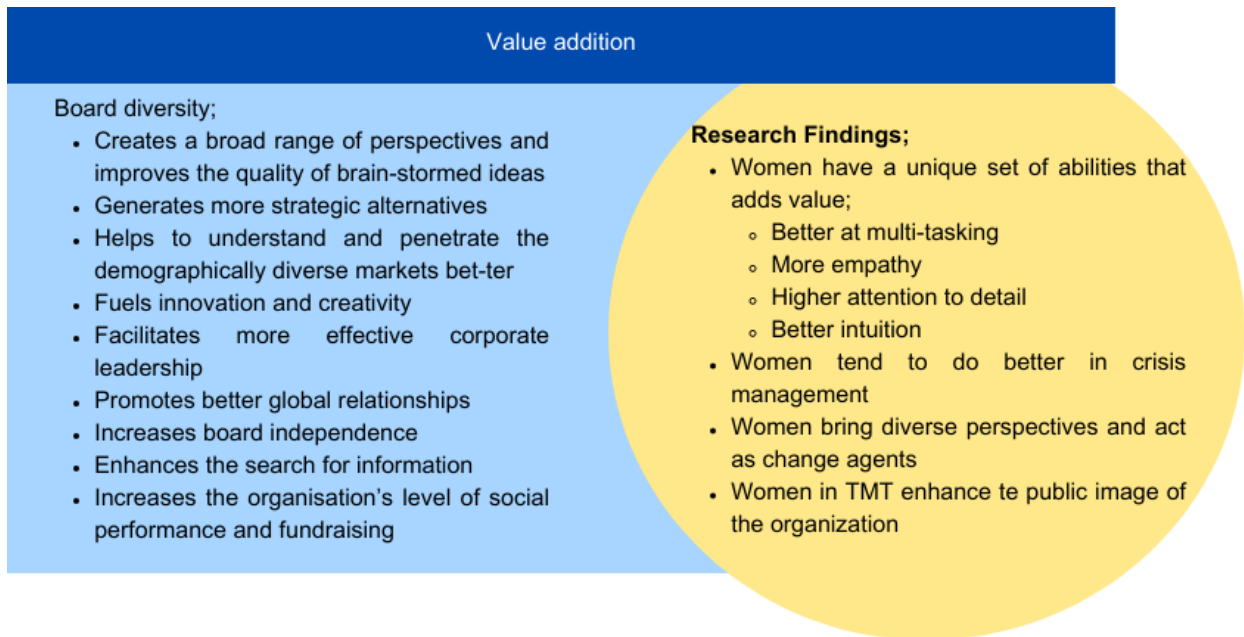 Value addition
Board diversity;
• Creates a broad range of perspectives and
improves the quality of brain-stormed ideas
• Generates more strategic alternatives
• Helps to understand and penetrate the
demographically diverse markets bet-ter
• Fuels innovation and creativity
• Facilitates more effective corporate
leadership
• Promotes better global relationships
• Increases board independence
• Enhances the search for information
• Increases the organisation's level of social
performance and fundraising
Research Findings;
• Women have a unique set of abilities that
adds value;
◦ Better at multi-tasking
◦ More empathy
◦ Higher attention to detail
◦ Better intuition
• Women tend to do better in crisis
management
• Women bring diverse perspectives and act
as change agents
• Women in TMT enhance te public image of
the organization